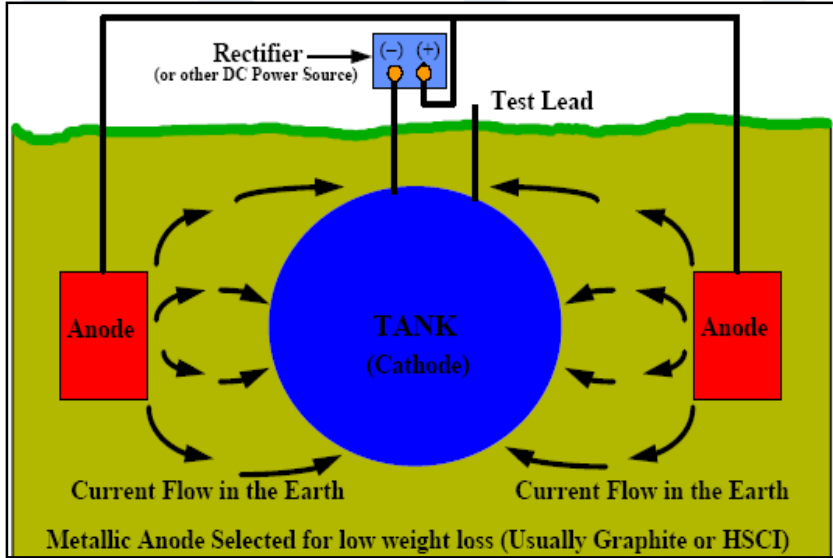 Rectifier
(or other DC Power Source)
(-) (+)
Test Lead
Anode
TANK
(Cathode)
Anode
Current Flow in the Earth
Current Flow in the Earth
Metallic Anode Selected for low weight loss (Usually Graphite or HSCI)